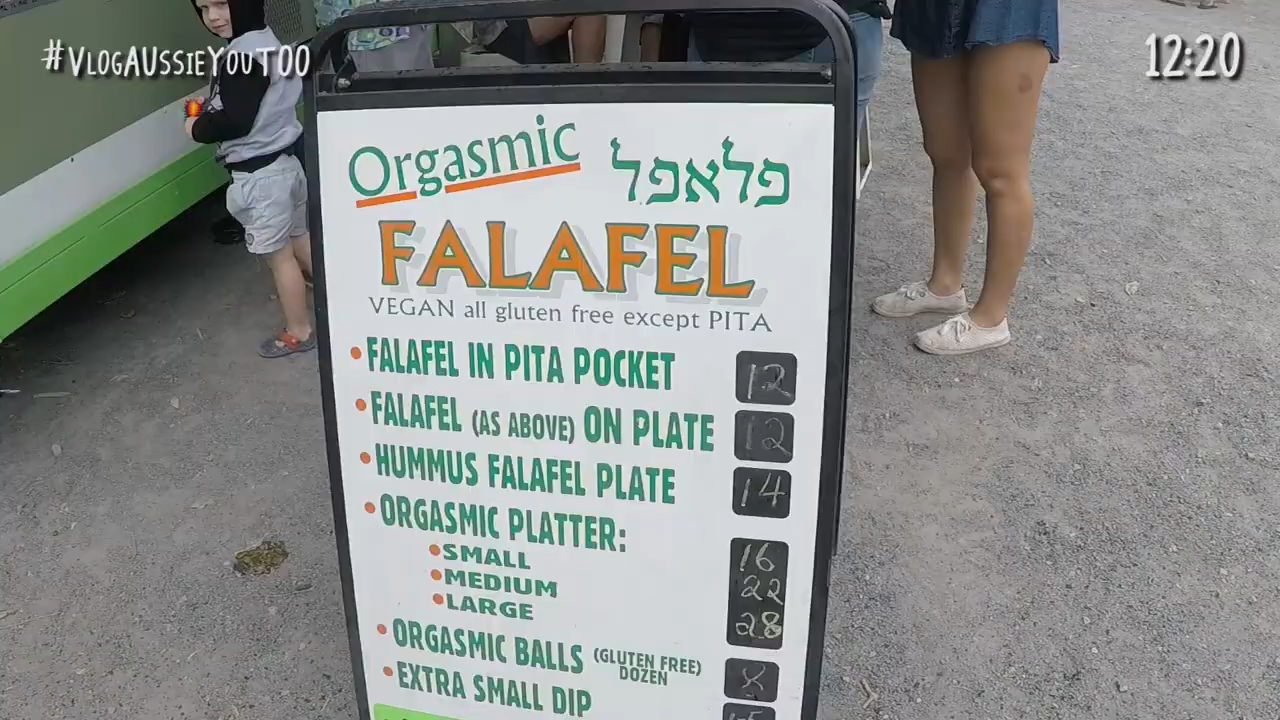 #VLOGAUSSIEYOUTOO
12:20
Orgasmic פלאפל
FALAFEL
VEGAN all gluten free except PITA
• FALAFEL IN PITA POCKET 12
• FALAFEL (AS ABOVE) ON PLATE 12
• HUMMUS FALAFEL PLATE 14
• ORGASMIC PLATTER:
• SMALL 16
• MEDIUM 22
• LARGE 28
• ORGASMIC BALLS (GLUTEN FREE) DOZEN 8
• EXTRA SMALL DIP